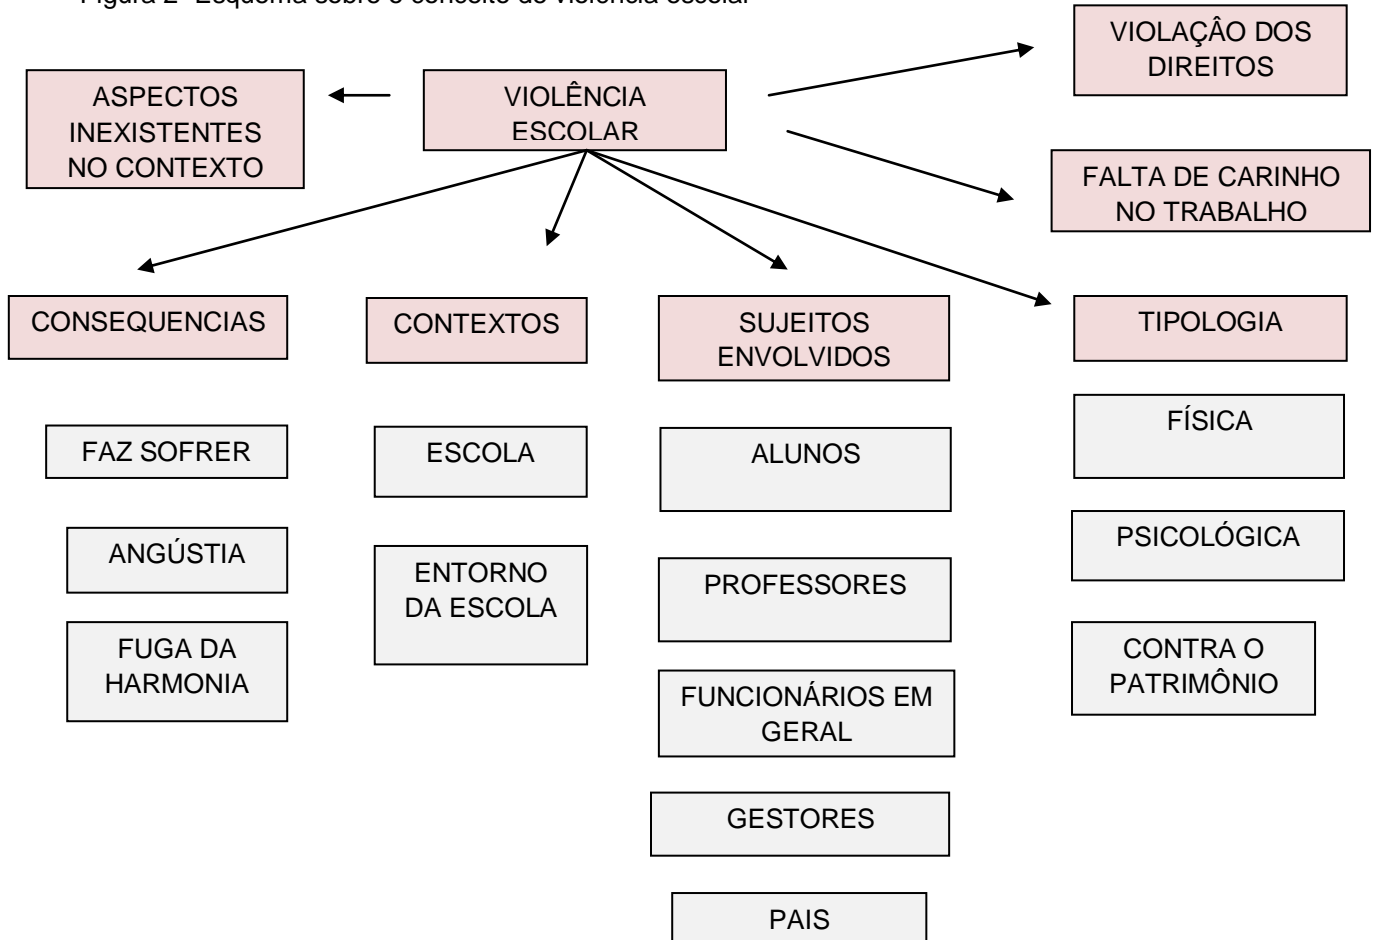 Figura 2- Esquema sobre o conceito de violência escolar
VIOLAÇÂO DOS
DIREITOS
ASPECTOS
INEXISTENTES
NO CONTEXTO
VIOLÊNCIA
ESCOLAR
FALTA DE CARINHO
NO TRABALHO
CONSEQUENCIAS
CONTEXTOS
SUJEITOS
ENVOLVIDOS
TIPOLOGIA
FAZ SOFRER
ANGÚSTIA
FUGA DA
HARMONIA
ESCOLA
ENTORNO
DA ESCOLA
ALUNOS
PROFESSORES
FUNCIONÁRIOS EM
GERAL
GESTORES
PAIS
FÍSICA
PSICOLÓGICA
CONTRA O
PATRIMÔNIO